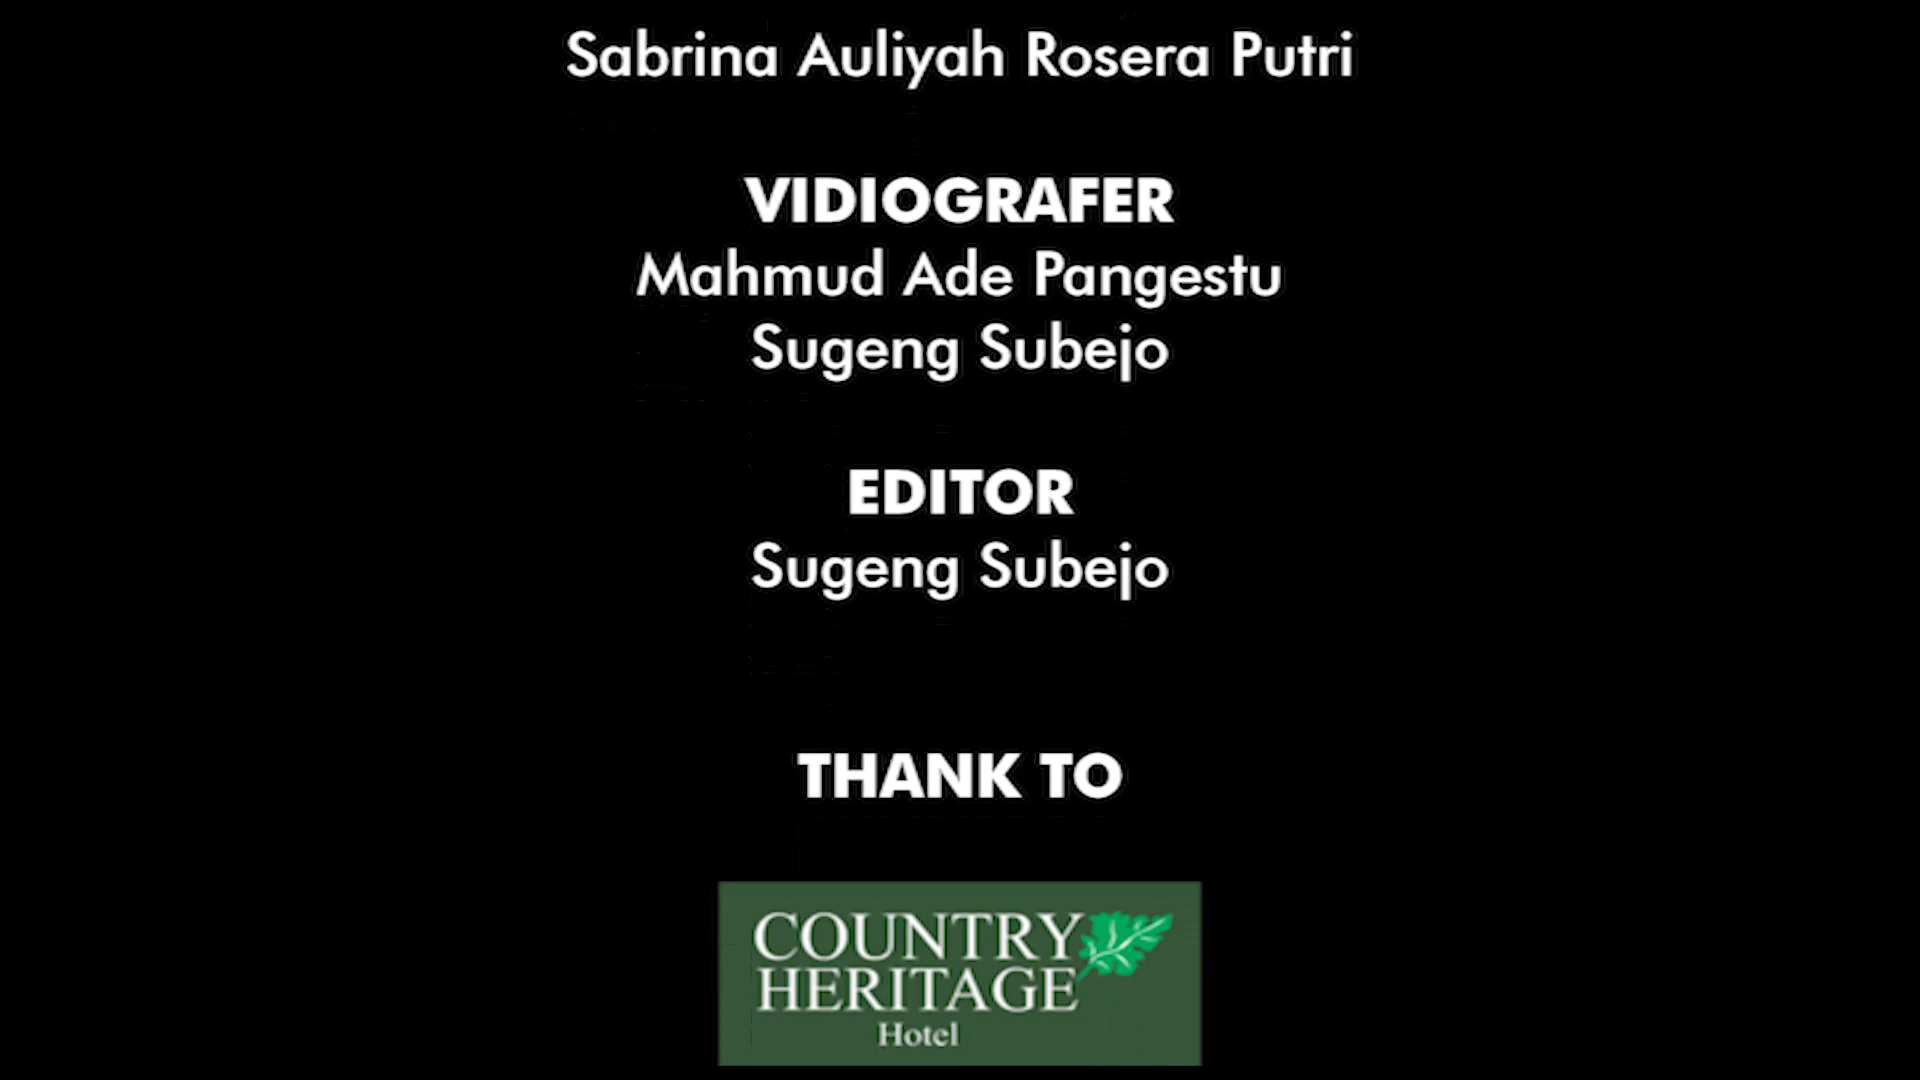 Sabrina Auliyah Rosera Putri
VIDIOGRAFER
Mahmud Ade Pangestu
Sugeng Subejo
EDITOR
Sugeng Subejo
THANK TO
COUNTRY
HERITAGE
Hotel